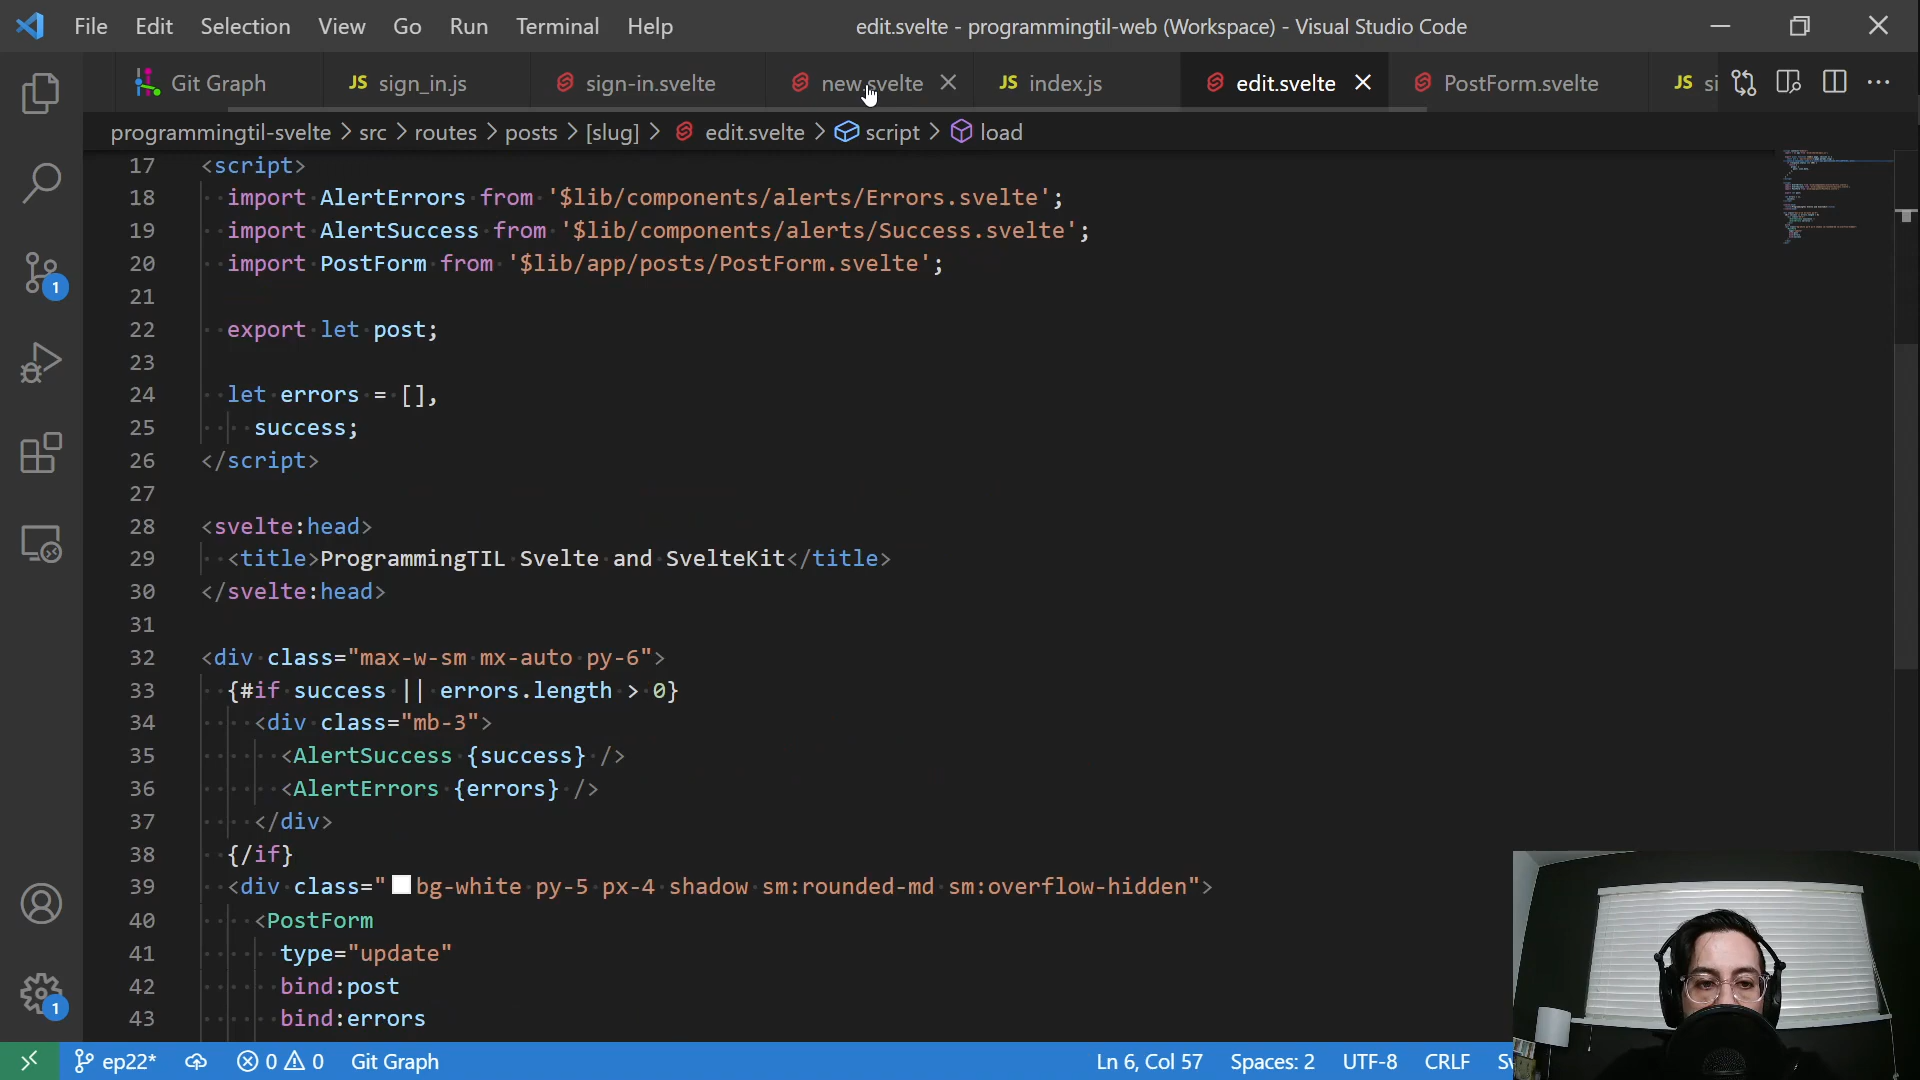 File Edit Selection View Go Run Terminal Help edit.svelte - programmingtil-web (Workspace) - Visual Studio Code
Git Graph JS sign_in.js sign-in.svelte new.svelte JS index.js edit.svelte PostForm.svelte JS si
programmingtil-svelte > src > routes > posts > [slug] > edit.svelte > script > load
17 <script>
18 import AlertErrors from '$lib/components/alerts/Errors.svelte';
19 import AlertSuccess from '$lib/components/alerts/Success.svelte';
20 import PostForm from '$lib/app/posts/PostForm.svelte';
21
22 export let post;
23
24 let errors = [],
25 success;
26 </script>
27
28 <svelte:head>
29 <title>ProgrammingTIL Svelte and SvelteKit</title>
30 </svelte:head>
31
32 <div class="max-w-sm mx-auto py-6">
33 {#if success || errors.length > 0}
34 <div class="mb-3">
35 <AlertSuccess {success} />
36 <AlertErrors {errors} />
37 </div>
38 {/if}
39 <div class="bg-white py-5 px-4 shadow sm:rounded-md sm:overflow-hidden">
40 <PostForm
41 type="update"
42 bind:post
43 bind:errors
1
1
ep22* 0 0 Git Graph Ln 6, Col 57 Spaces: 2 UTF-8 CRLF